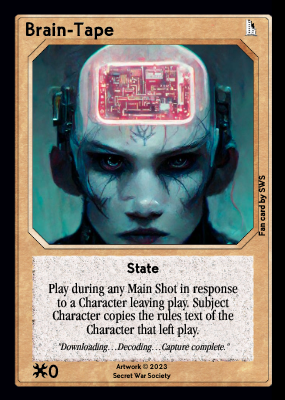 Brain-Tape
Fan card by SWS
State
Play during any Main Shot in response
to a Character leaving play. Subject
Character copies the rules text of the
Character that left play.
"Downloading. . .Decoding. . .Capture complete."
0
Artwork © 2023
Secret War Society